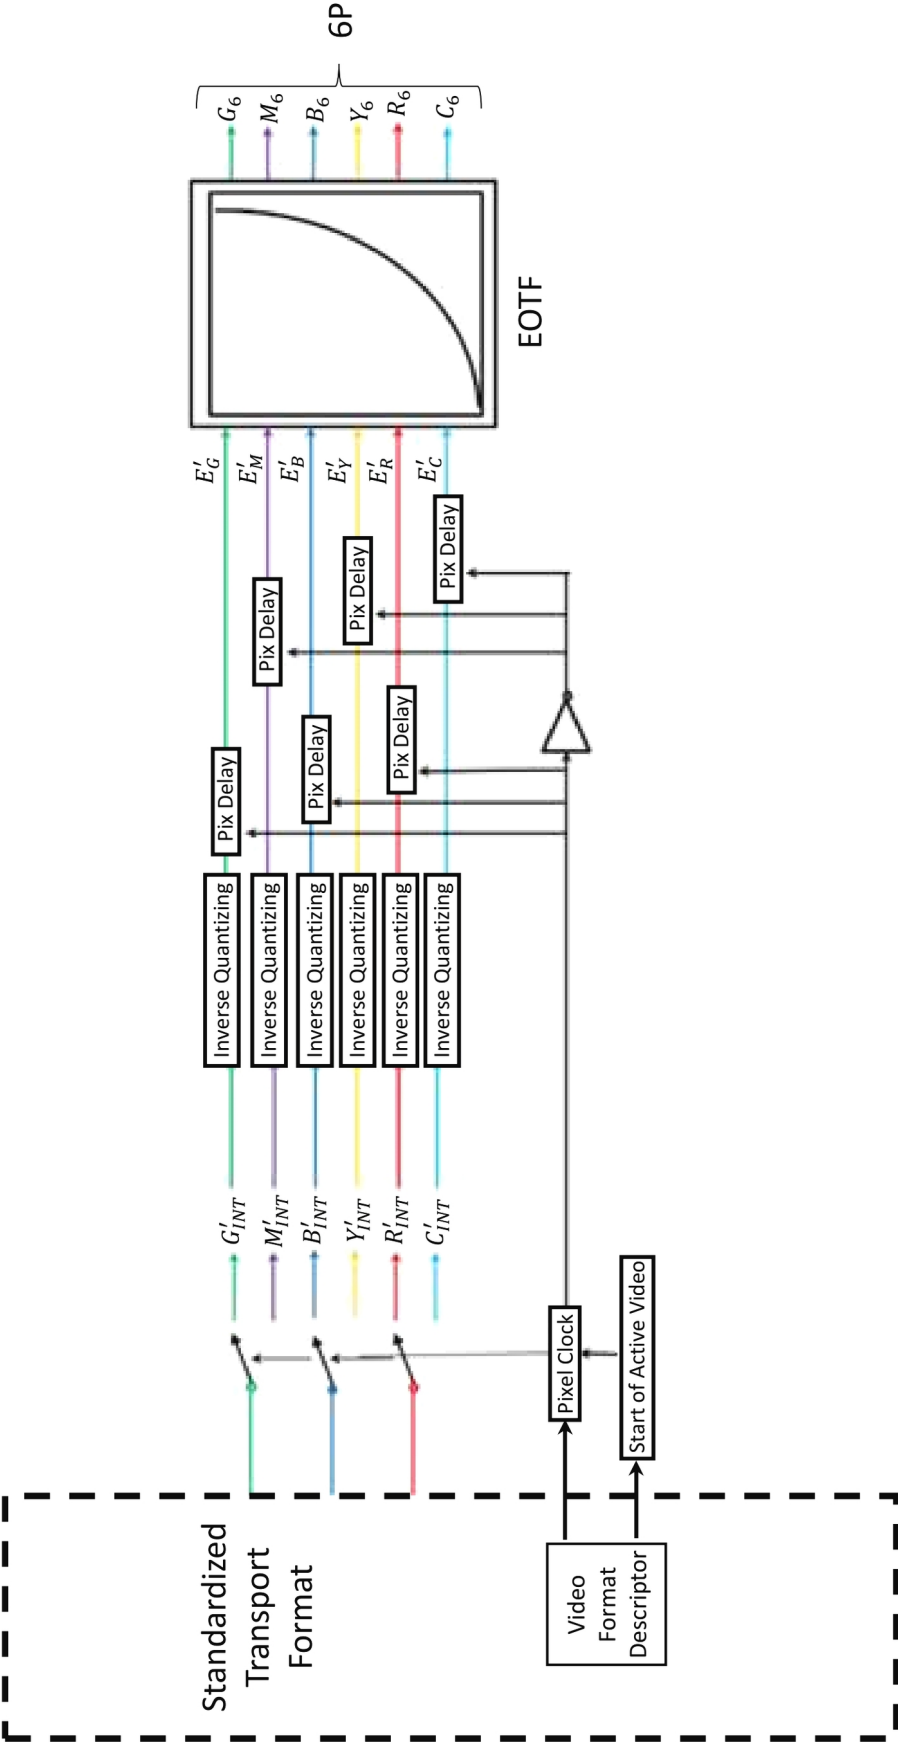 Standardized
Transport
Format
Video
Format
Descriptor
Pixel Clock
Start of Active Video
G′INT
M′INT
B′INT
Y′INT
R′INT
C′INT
Inverse Quantizing
Inverse Quantizing
Inverse Quantizing
Inverse Quantizing
Inverse Quantizing
Inverse Quantizing
Pix Delay
Pix Delay
Pix Delay
Pix Delay
Pix Delay
Pix Delay
E′G
E′M
E′B
E′Y
E′R
E′C
EOTF
G6
M6
B6
Y6
R6
C6
6P